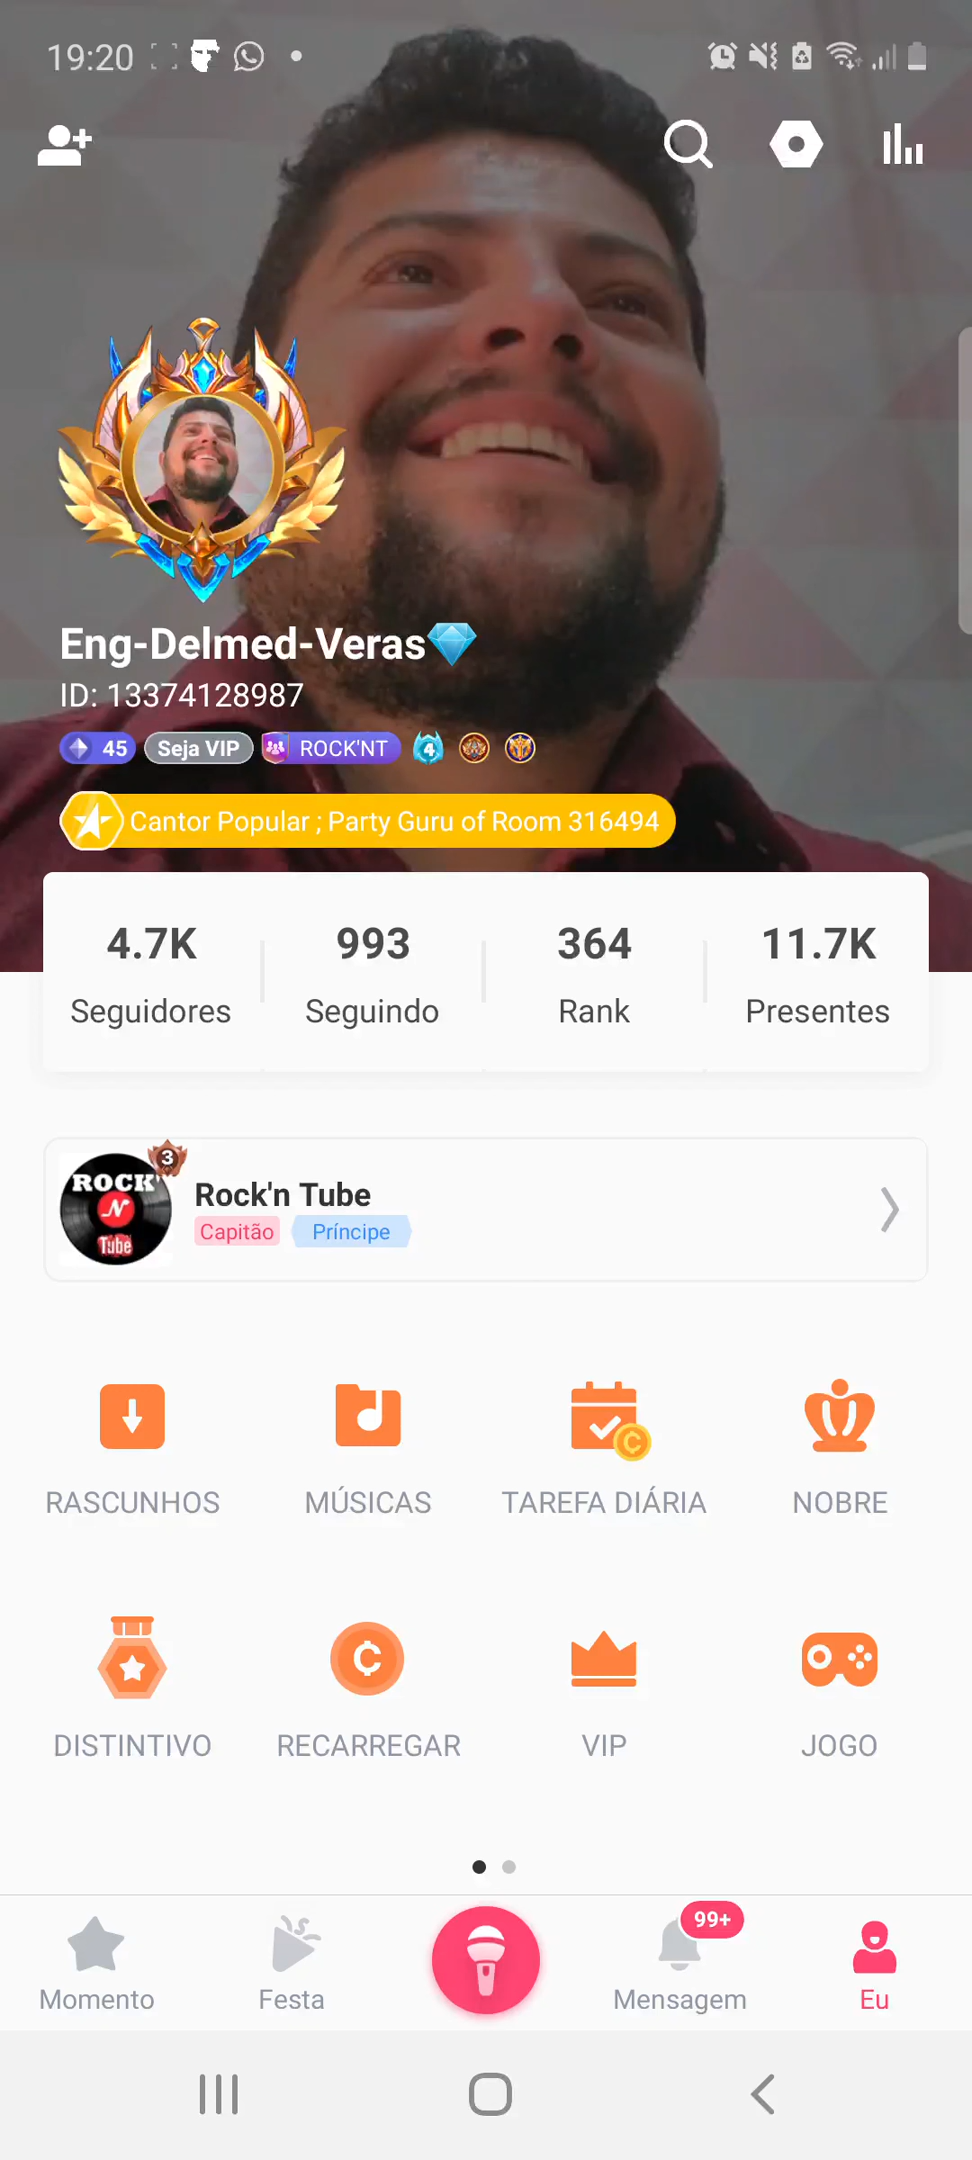 19:20
Eng-Delmed-Veras
ID: 13374128987
45 Seja VIP ROCK'NT 4
Cantor Popular ; Party Guru of Room 316494
4.7K 993 364 11.7K
Seguidores Seguindo Rank Presentes
3
ROCK'
N
Tube
Rock'n Tube
Capitão Príncipe
RASCUNHOS MÚSICAS TAREFA DIÁRIA NOBRE
DISTINTIVO RECARREGAR VIP JOGO
99+
Momento Festa Mensagem Eu